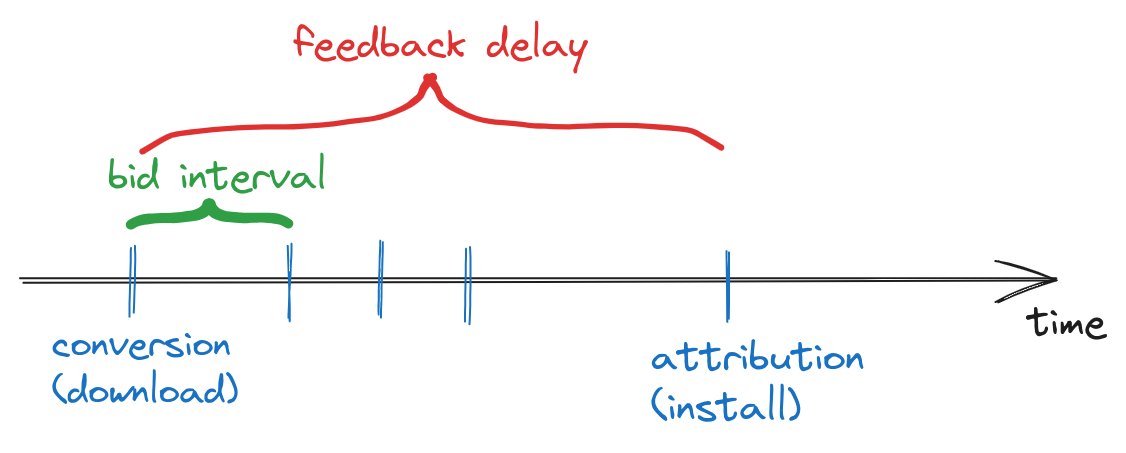 feedback delay
bid interval
time
conversion
(download)
attribution
(install)